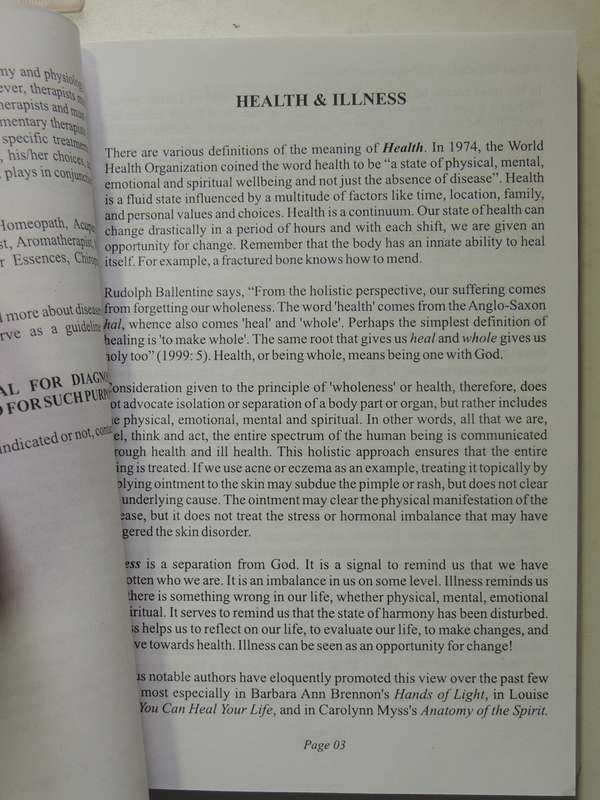 my and physiolog
ever, therapists
therapists and
mentary therapi
specific treatmen
, his/her choices
plays in conjunc
Homeopath, Acup
st, Aromatherapist,
r Essences, Chirop
l more about diseas
rve as a guideline
AL FOR DIAGNO
D FOR SUCH PURP
indicated or not,
HEALTH & ILLNESS
There are various definitions of the meaning of Health. In 1974, the World
Health Organization coined the word health to be “a state of physical, mental,
emotional and spiritual wellbeing and not just the absence of disease”. Health
is a fluid state influenced by a multitude of factors like time, location, family,
and personal values and choices. Health is a continuum. Our state of health can
change drastically in a period of hours and with each shift, we are given an
opportunity for change. Remember that the body has an innate ability to heal
itself. For example, a fractured bone knows how to mend.
Rudolph Ballentine says, “From the holistic perspective, our suffering comes
from forgetting our wholeness. The word 'health' comes from the Anglo-Saxon
hal, whence also comes 'heal' and 'whole'. Perhaps the simplest definition of
healing is 'to make whole'. The same root that gives us heal and whole gives us
holy too” (1999: 5). Health, or being whole, means being one with God.
Consideration given to the principle of 'wholeness' or health, therefore, does
ot advocate isolation or separation of a body part or organ, but rather includes
e physical, emotional, mental and spiritual. In other words, all that we are,
el, think and act, the entire spectrum of the human being is communicated
rough health and ill health. This holistic approach ensures that the entire
ing is treated. If we use acne or eczema as an example, treating it topically by
plying ointment to the skin may subdue the pimple or rash, but does not clear
underlying cause. The ointment may clear the physical manifestation of the
ease, but it does not treat the stress or hormonal imbalance that may have
gered the skin disorder.
ess is a separation from God. It is a signal to remind us that we have
otten who we are. It is an imbalance in us on some level. Illness reminds us
there is something wrong in our life, whether physical, mental, emotional
iritual. It serves to remind us that the state of harmony has been disturbed.
ss helps us to reflect on our life, to evaluate our life, to make changes, and
ve towards health. Illness can be seen as an opportunity for change!
us notable authors have eloquently promoted this view over the past few
most especially in Barbara Ann Brennon's Hands of Light, in Louise
You Can Heal Your Life, and in Carolynn Myss's Anatomy of the Spirit.
Page 03